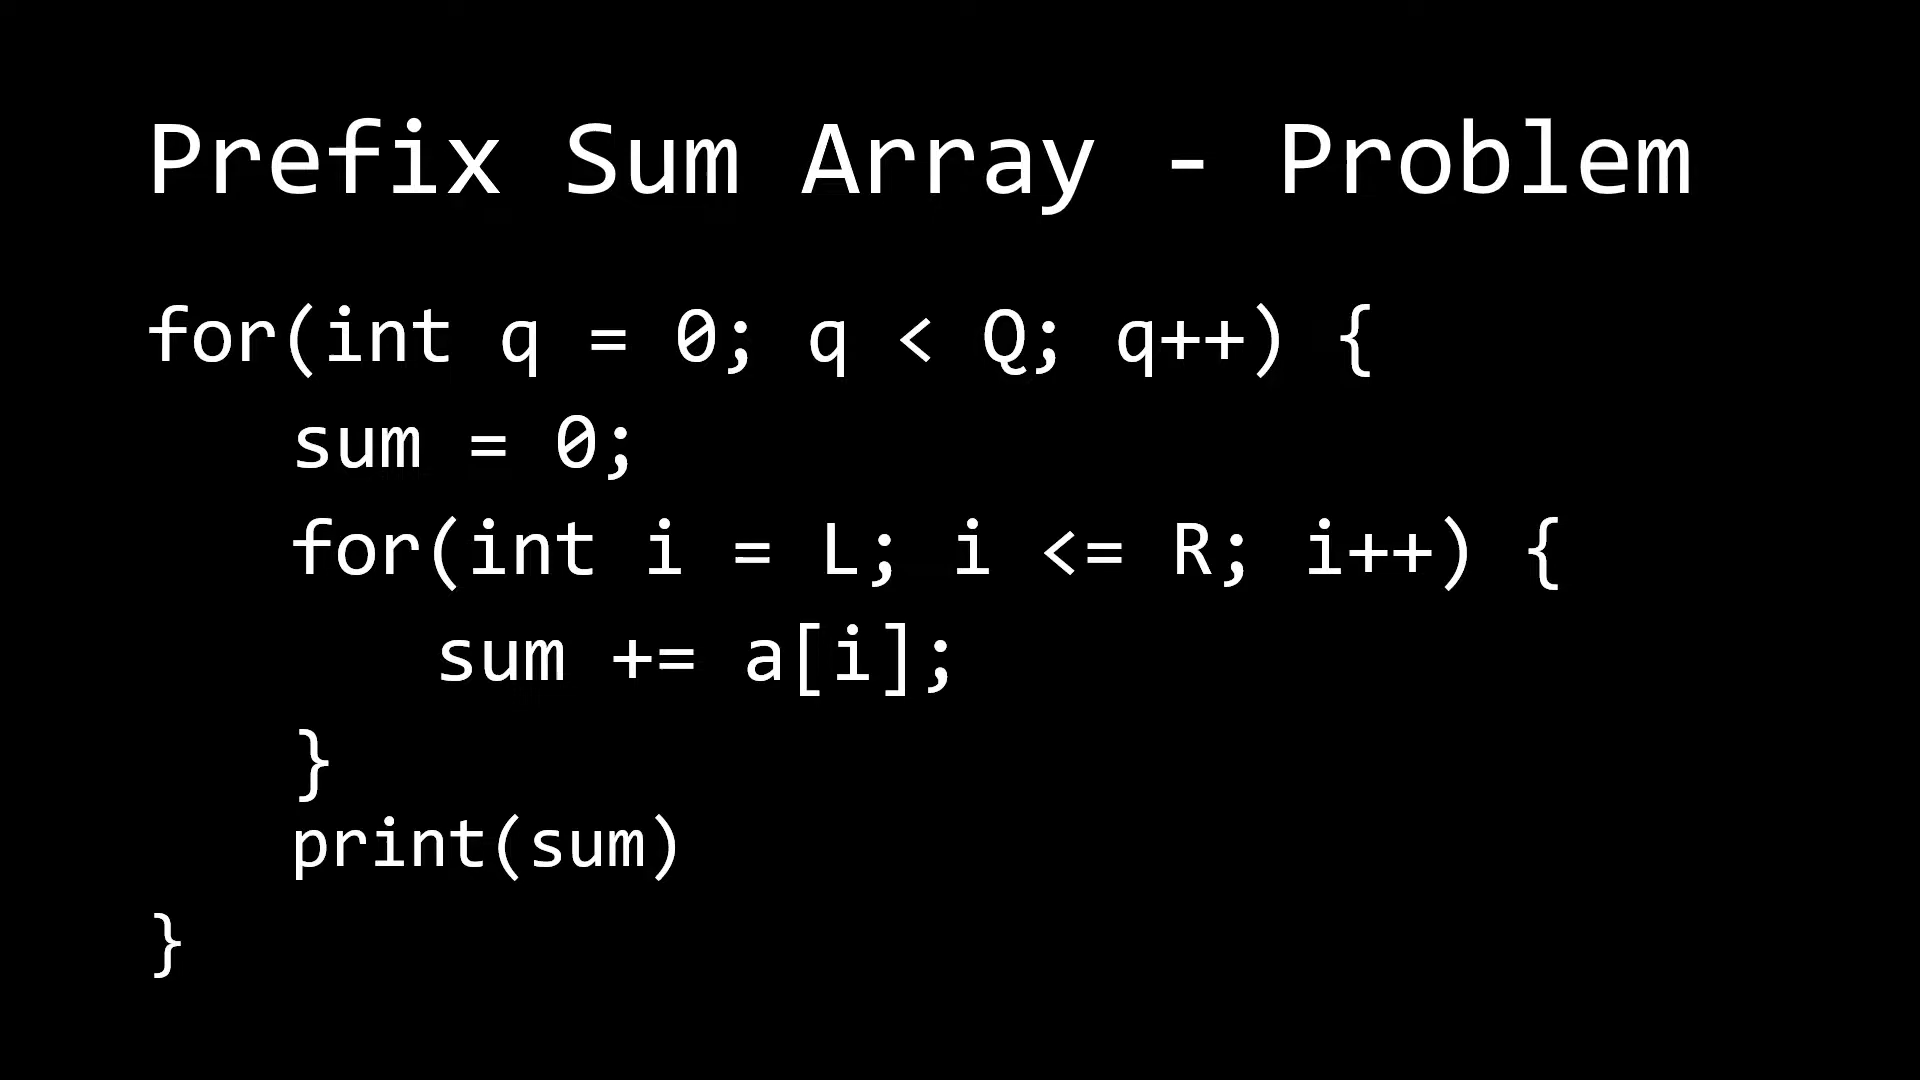 Prefix Sum Array - Problem
for(int q = 0; q < Q; q++) {
sum = 0;
for(int i = L; i <= R; i++) {
sum += a[i];
}
print(sum)
}